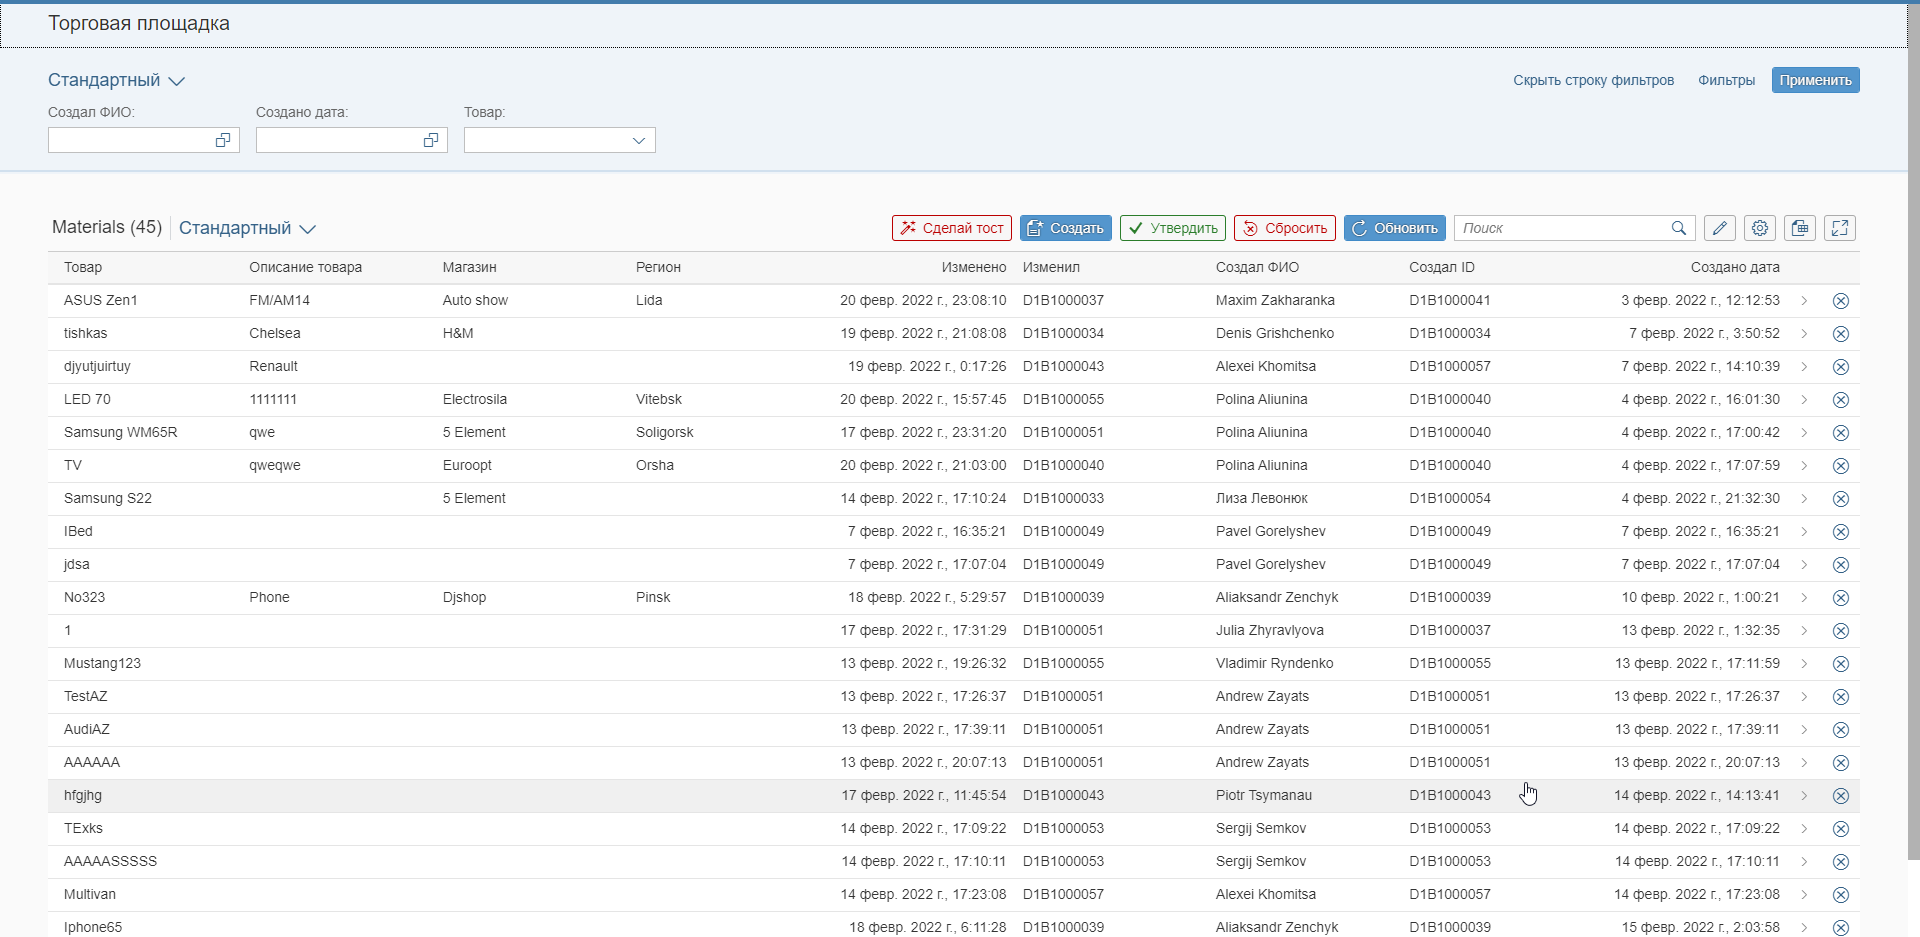 Торговая площадка
Стандартный
Скрыть строку фильтров Фильтры Применить
Создал ФИО: Создано дата: Товар:
Materials (45) Стандартный Сделай тост Создать Утвердить Сбросить Обновить Поиск
Товар Описание товара Магазин Регион Изменено Изменил Создал ФИО Создал ID Создано дата
ASUS Zen1 FM/AM14 Auto show Lida 20 февр. 2022 г., 23:08:10 D1B1000037 Maxim Zakharanka D1B1000041 3 февр. 2022 г., 12:12:53
tishkas Chelsea H&M 19 февр. 2022 г., 21:08:08 D1B1000034 Denis Grishchenko D1B1000034 7 февр. 2022 г., 3:50:52
djyutjuirtuy Renault 19 февр. 2022 г., 0:17:26 D1B1000043 Alexei Khomitsa D1B1000057 7 февр. 2022 г., 14:10:39
LED 70 1111111 Electrosila Vitebsk 20 февр. 2022 г., 15:57:45 D1B1000055 Polina Aliunina D1B1000040 4 февр. 2022 г., 16:01:30
Samsung WM65R qwe 5 Element Soligorsk 17 февр. 2022 г., 23:31:20 D1B1000051 Polina Aliunina D1B1000040 4 февр. 2022 г., 17:00:42
TV qweqwe Euroopt Orsha 20 февр. 2022 г., 21:03:00 D1B1000040 Polina Aliunina D1B1000040 4 февр. 2022 г., 17:07:59
Samsung S22 5 Element 14 февр. 2022 г., 17:10:24 D1B1000033 Лиза Левонюк D1B1000054 4 февр. 2022 г., 21:32:30
IBed 7 февр. 2022 г., 16:35:21 D1B1000049 Pavel Gorelyshev D1B1000049 7 февр. 2022 г., 16:35:21
jdsa 7 февр. 2022 г., 17:07:04 D1B1000049 Pavel Gorelyshev D1B1000049 7 февр. 2022 г., 17:07:04
No323 Phone Djshop Pinsk 18 февр. 2022 г., 5:29:57 D1B1000039 Aliaksandr Zenchyk D1B1000039 10 февр. 2022 г., 1:00:21
1 17 февр. 2022 г., 17:31:29 D1B1000051 Julia Zhyravlyova D1B1000037 13 февр. 2022 г., 1:32:35
Mustang123 13 февр. 2022 г., 19:26:32 D1B1000055 Vladimir Ryndenko D1B1000055 13 февр. 2022 г., 17:11:59
TestAZ 13 февр. 2022 г., 17:26:37 D1B1000051 Andrew Zayats D1B1000051 13 февр. 2022 г., 17:26:37
AudiAZ 13 февр. 2022 г., 17:39:11 D1B1000051 Andrew Zayats D1B1000051 13 февр. 2022 г., 17:39:11
AAAAAA 13 февр. 2022 г., 20:07:13 D1B1000051 Andrew Zayats D1B1000051 13 февр. 2022 г., 20:07:13
hfgjhg 17 февр. 2022 г., 11:45:54 D1B1000043 Piotr Tsymanau D1B1000043 14 февр. 2022 г., 14:13:41
TExks 14 февр. 2022 г., 17:09:22 D1B1000053 Sergij Semkov D1B1000053 14 февр. 2022 г., 17:09:22
AAAAASSSSS 14 февр. 2022 г., 17:10:11 D1B1000053 Sergij Semkov D1B1000053 14 февр. 2022 г., 17:10:11
Multivan 14 февр. 2022 г., 17:23:08 D1B1000057 Alexei Khomitsa D1B1000057 14 февр. 2022 г., 17:23:08
Iphone65 18 февр. 2022 г., 6:11:28 D1B1000039 Aliaksandr Zenchyk D1B1000039 15 февр. 2022 г., 2:03:58